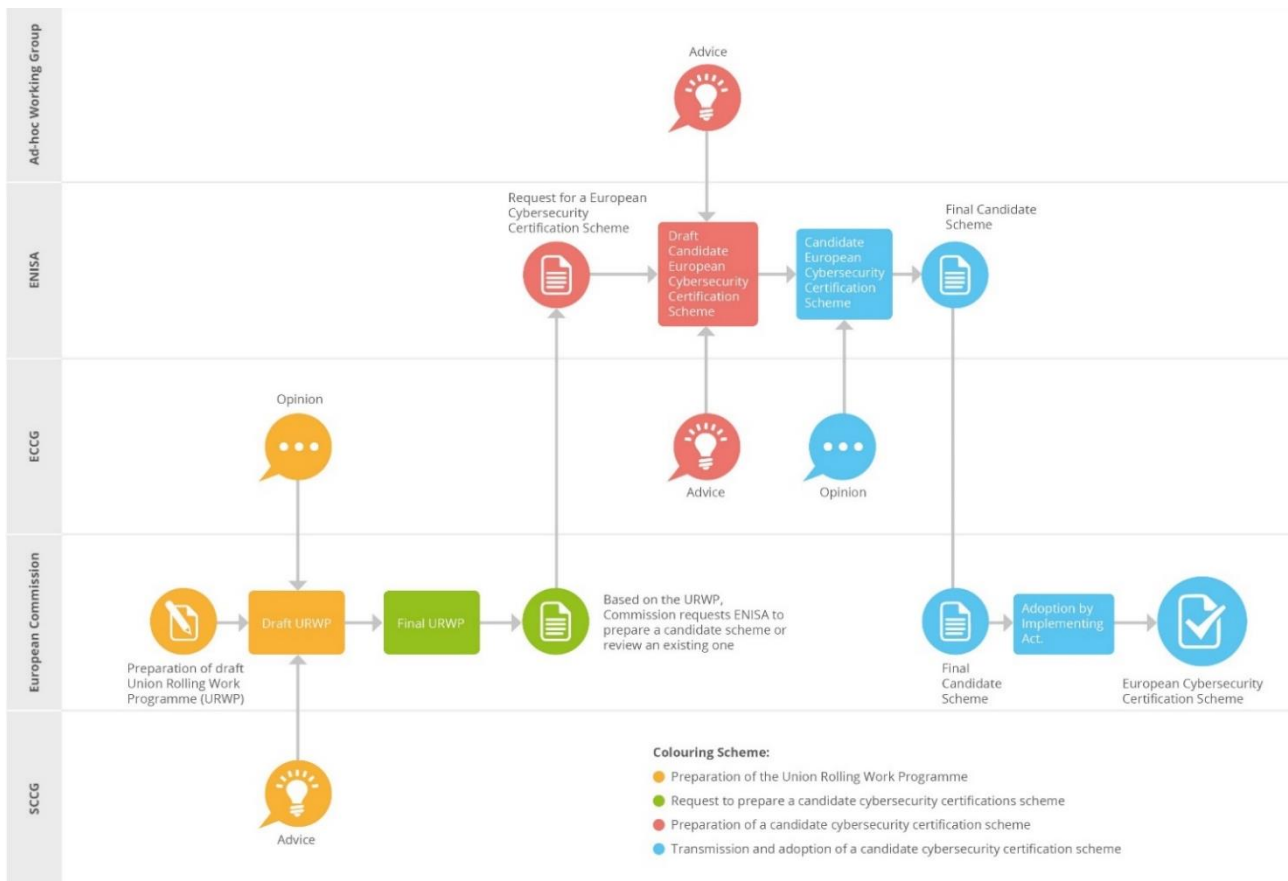 Ad-hoc Working Group
Advice
ENISA
Request for a European
Cybersecurity
Certification Scheme
Draft
Candidate
European
Cybersecurity
Certification
Scheme
Candidate
European
Cybersecurity
Certification
Scheme
Final Candidate
Scheme
ECCG
Opinion
Advice
Opinion
European Commission
Preparation of draft
Union Rolling Work
Programme (URWP)
Draft URWP
Final URWP
Based on the URWP,
Commission requests ENISA to
prepare a candidate scheme or
review an existing one
Final
Candidate
Scheme
Adoption by
Implementing
Act.
European Cybersecurity
Certification Scheme
SCCG
Advice
Colouring Scheme:
Preparation of the Union Rolling Work Programme
Request to prepare a candidate cybersecurity certifications scheme
Preparation of a candidate cybersecurity certification scheme
Transmission and adoption of a candidate cybersecurity certification scheme